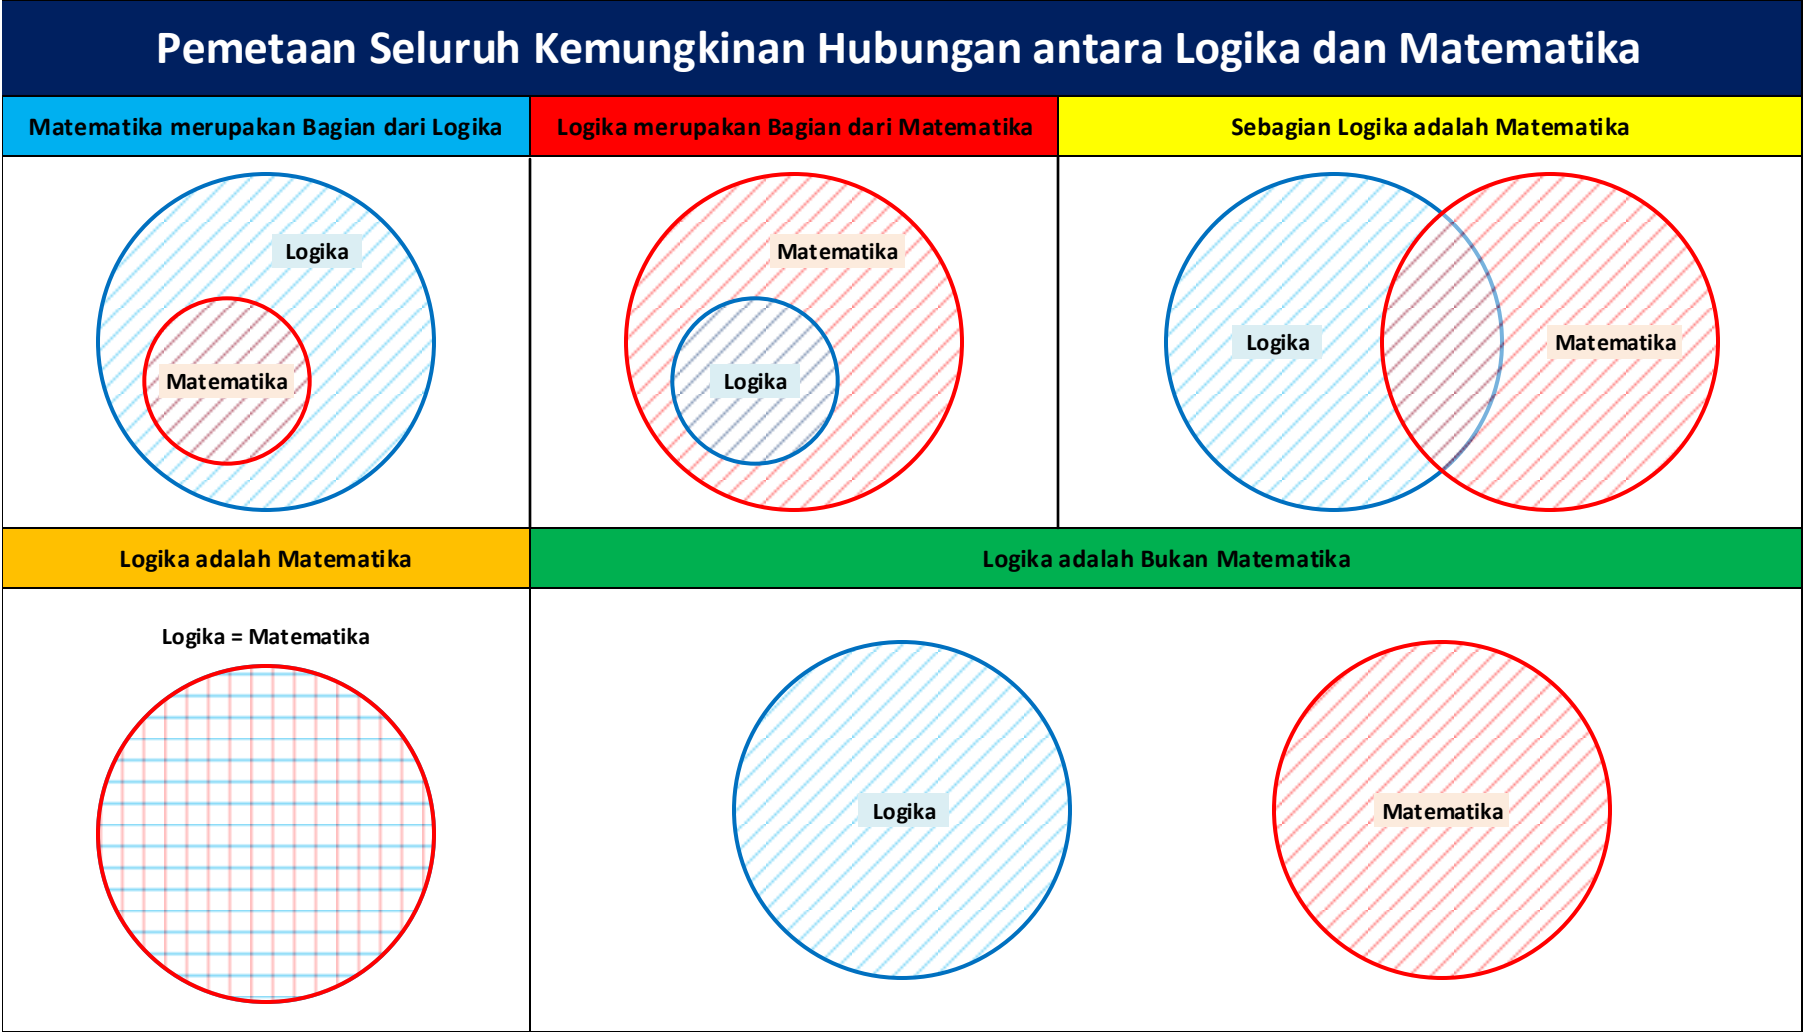 Pemetaan Seluruh Kemungkinan Hubungan antara Logika dan Matematika
Matematika merupakan Bagian dari Logika
Logika merupakan Bagian dari Matematika
Sebagian Logika adalah Matematika
Logika
Matematika
Matematika
Logika
Logika
Matematika
Logika adalah Matematika
Logika adalah Bukan Matematika
Logika = Matematika
Logika
Matematika